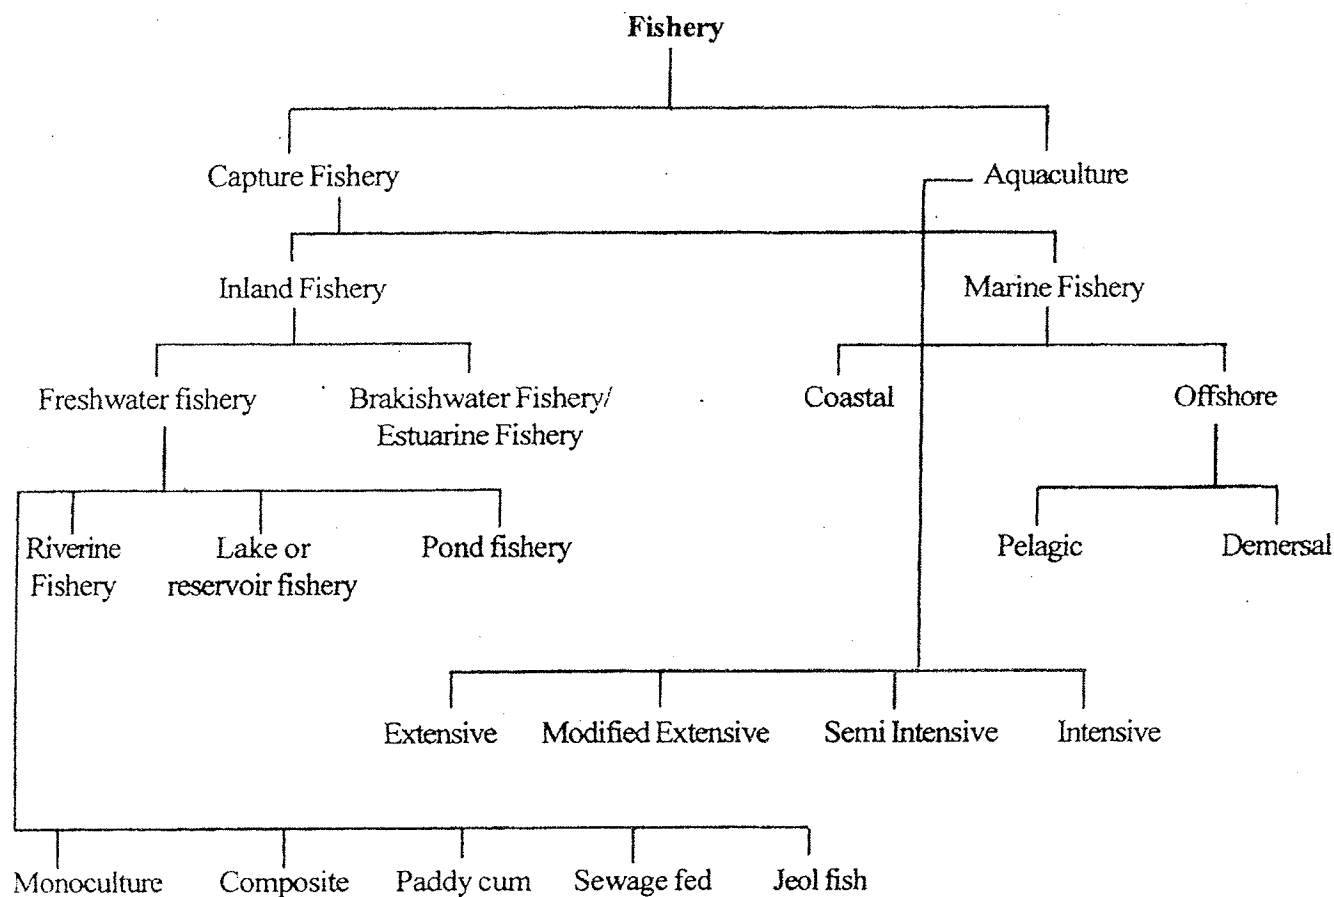 Fishery
Capture Fishery
Aquaculture
Inland Fishery
Marine Fishery
Freshwater fishery
Brakishwater Fishery/
Estuarine Fishery
Coastal
Offshore
Riverine
Fishery
Lake or
reservoir fishery
Pond fishery
Pelagic
Demersal
Extensive
Modified Extensive
Semi Intensive
Intensive
Monoculture
Composite
Paddy cum
Sewage fed
Jeol fish